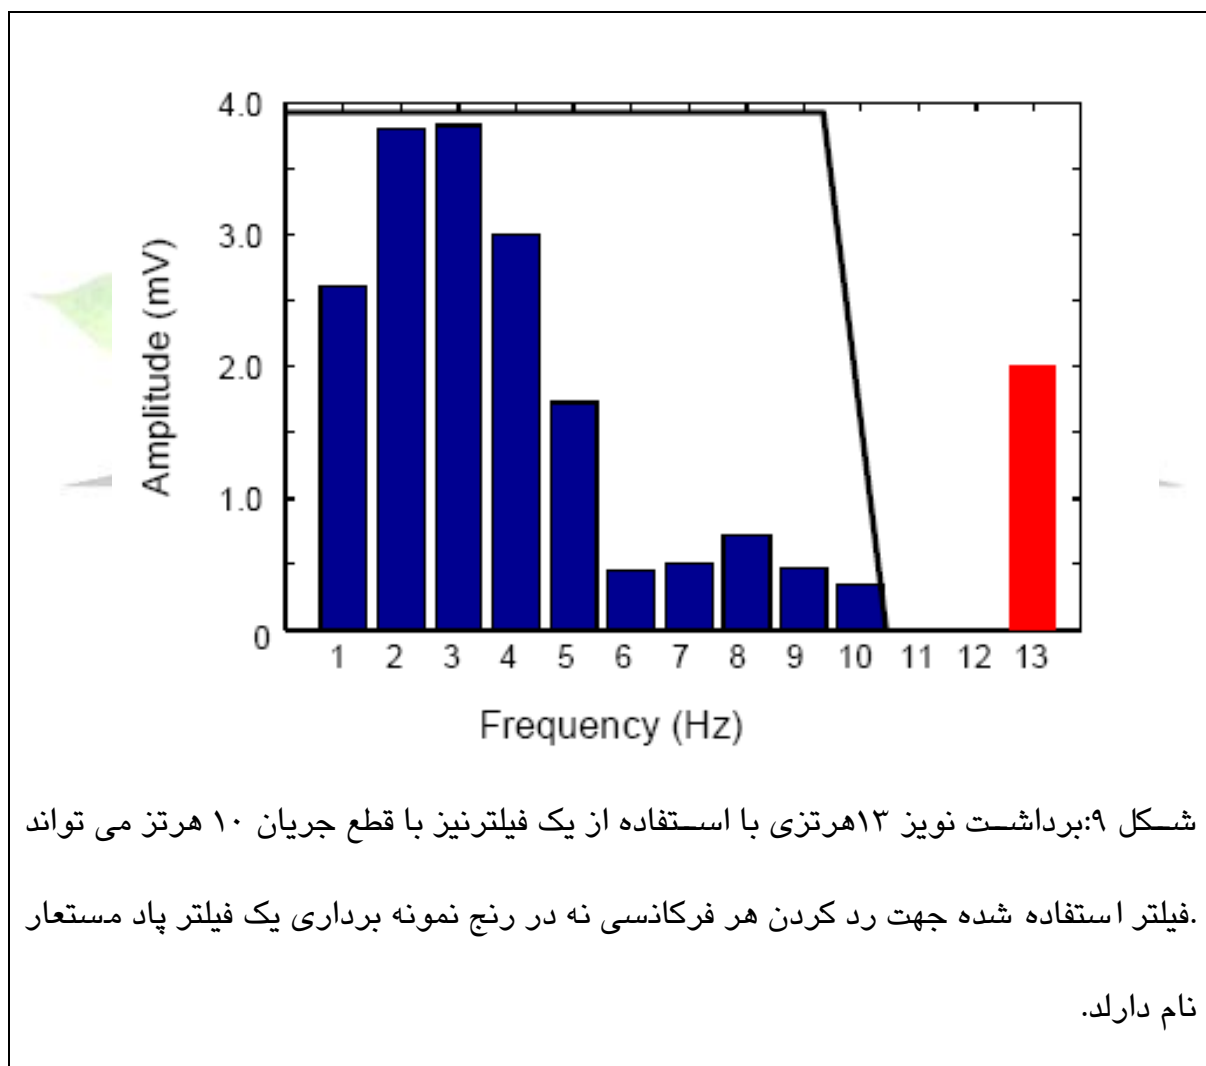 4.0
3.0
2.0
1.0
0
Amplitude (mV)
1 2 3 4 5 6 7 8 9 10 11 12 13
Frequency (Hz)
شکل ۹:برداشت نویز ۱۳هرتزی با استفاده از یک فیلترنیز با قطع جریان ۱۰ هرتز می تواند
.فیلتر استفاده شده جهت رد کردن هر فرکانسی نه در رنج نمونه برداری یک فیلتر پاد مستعار
نام دارلد.